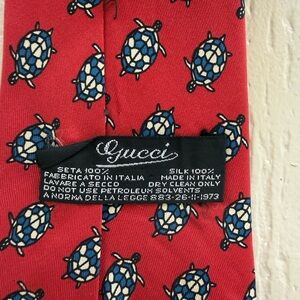 Gucci
SETA 100% SILK 100%
FABBRICATO IN ITALIA MADE IN ITALY
LAVARE A SECCO DRY CLEAN ONLY
DO NOT USE PETROLEUM SOLVENTS
A NORMA DELLA LEGGE 883-26-11-1973